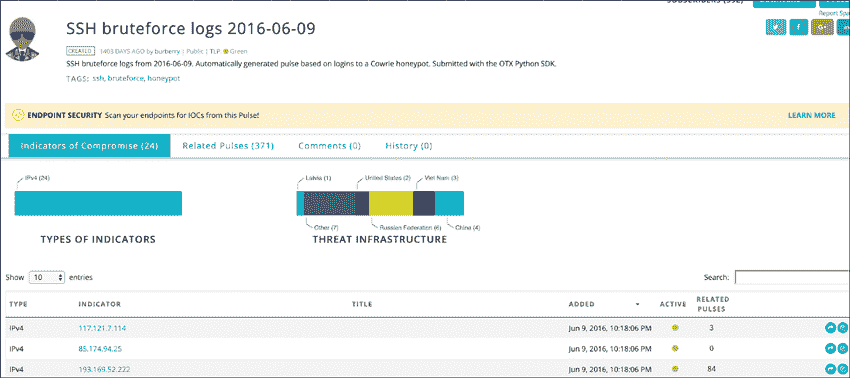 SSH bruteforce logs 2016-06-09
CREATED 1403 DAYS AGO by burberry | Public | TLP: Green
SSH bruteforce logs from 2016-06-09. Automatically generated pulse based on logins to a Cowrie honeypot. Submitted with the OTX Python SDK.
TAGS: ssh, bruteforce, honeypot
ENDPOINT SECURITY Scan your endpoints for IOCs from this Pulse! LEARN MORE
Indicators of Compromise (24) Related Pulses (371) Comments (0) History (0)
IPv4 (24)
Latvia (1) United States (2) Viet Nam (3)
Other (7) Russian Federation (6) China (4)
TYPES OF INDICATORS THREAT INFRASTRUCTURE
Show 10 entries Search:
TYPE INDICATOR TITLE ADDED ACTIVE RELATED PULSES
IPv4 117.121.7.114 Jun 9, 2016, 10:18:06 PM 3
IPv4 85.174.94.25 Jun 9, 2016, 10:18:06 PM 0
IPv4 193.169.52.222 Jun 9, 2016, 10:18:06 PM 84